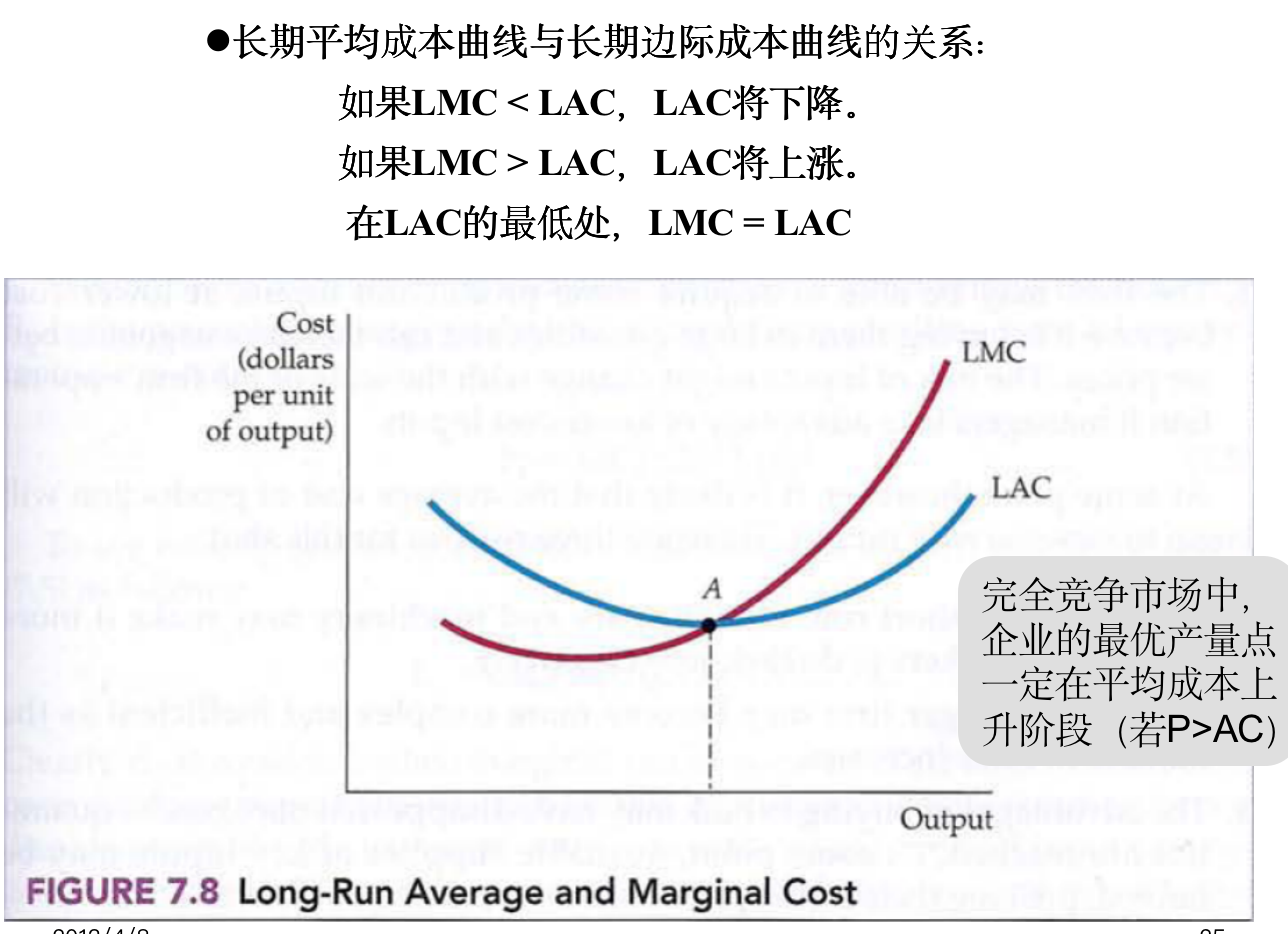 ●长期平均成本曲线与长期边际成本曲线的关系：
如果LMC < LAC，LAC将下降。
如果LMC > LAC，LAC将上涨。
在LAC的最低处，LMC = LAC
Cost
(dollars
per unit
of output)
LMC
LAC
A
完全竞争市场中，
企业的最优产量点
一定在平均成本上
升阶段（若P>AC）
Output
FIGURE 7.8 Long-Run Average and Marginal Cost